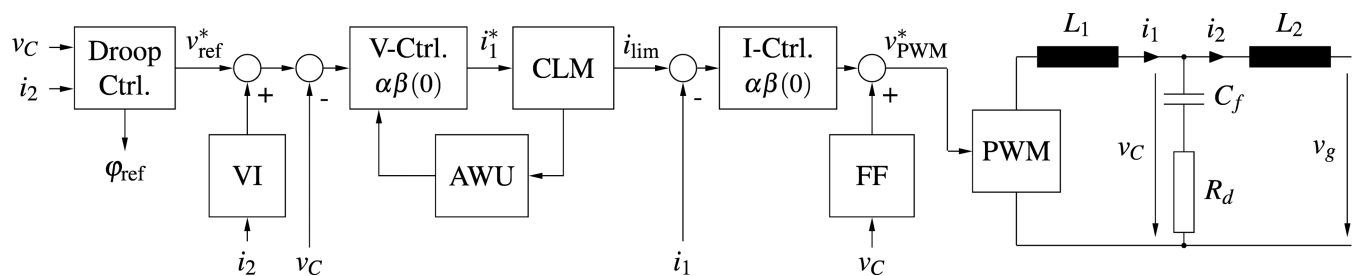 v_C
i_2
Droop
Ctrl.
φ_ref
v*_ref
+
VI
i_2
-
v_C
V-Ctrl.
αβ(0)
i*_1
CLM
AWU
i_lim
-
i_1
I-Ctrl.
αβ(0)
v*_PWM
+
FF
v_C
PWM
L_1
i_1
i_2
L_2
C_f
v_C
R_d
v_g